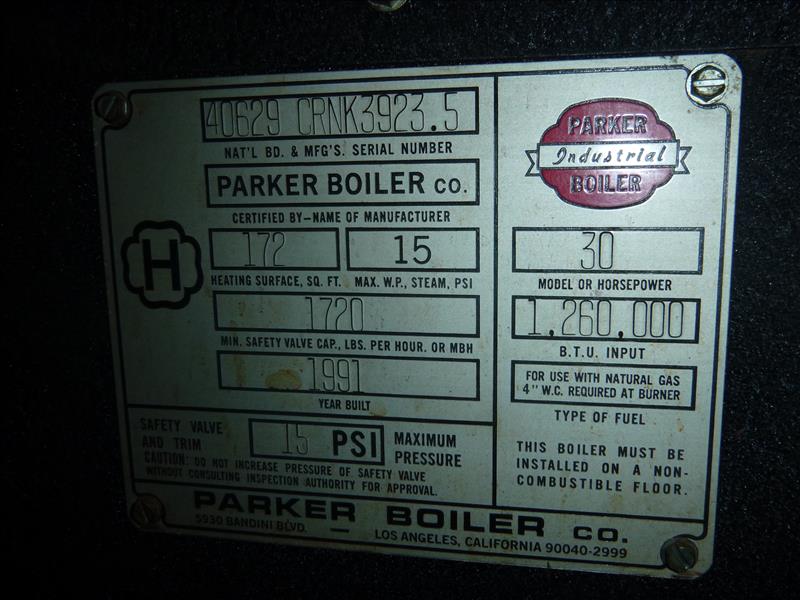 40629 CRNK3923.5
NAT'L BD. & MFG'S. SERIAL NUMBER
PARKER BOILER CO.
CERTIFIED BY—NAME OF MANUFACTURER
H
172
15
HEATING SURFACE, SQ. FT.
MAX. W.P., STEAM, PSI
1720
MIN. SAFETY VALVE CAP., LBS. PER HOUR. OR MBH
1991
YEAR BUILT
SAFETY VALVE
AND TRIM
15 PSI
MAXIMUM
PRESSURE
CAUTION: DO NOT INCREASE PRESSURE OF SAFETY VALVE
WITHOUT CONSULTING INSPECTION AUTHORITY FOR APPROVAL.
PARKER
Industrial
BOILER
30
MODEL OR HORSEPOWER
1,260,000
B.T.U. INPUT
FOR USE WITH NATURAL GAS
4" W.C. REQUIRED AT BURNER
TYPE OF FUEL
THIS BOILER MUST BE
INSTALLED ON A NON-
COMBUSTIBLE FLOOR.
PARKER BOILER CO.
5930 BANDINI BLVD. — LOS ANGELES, CALIFORNIA 90040-2999